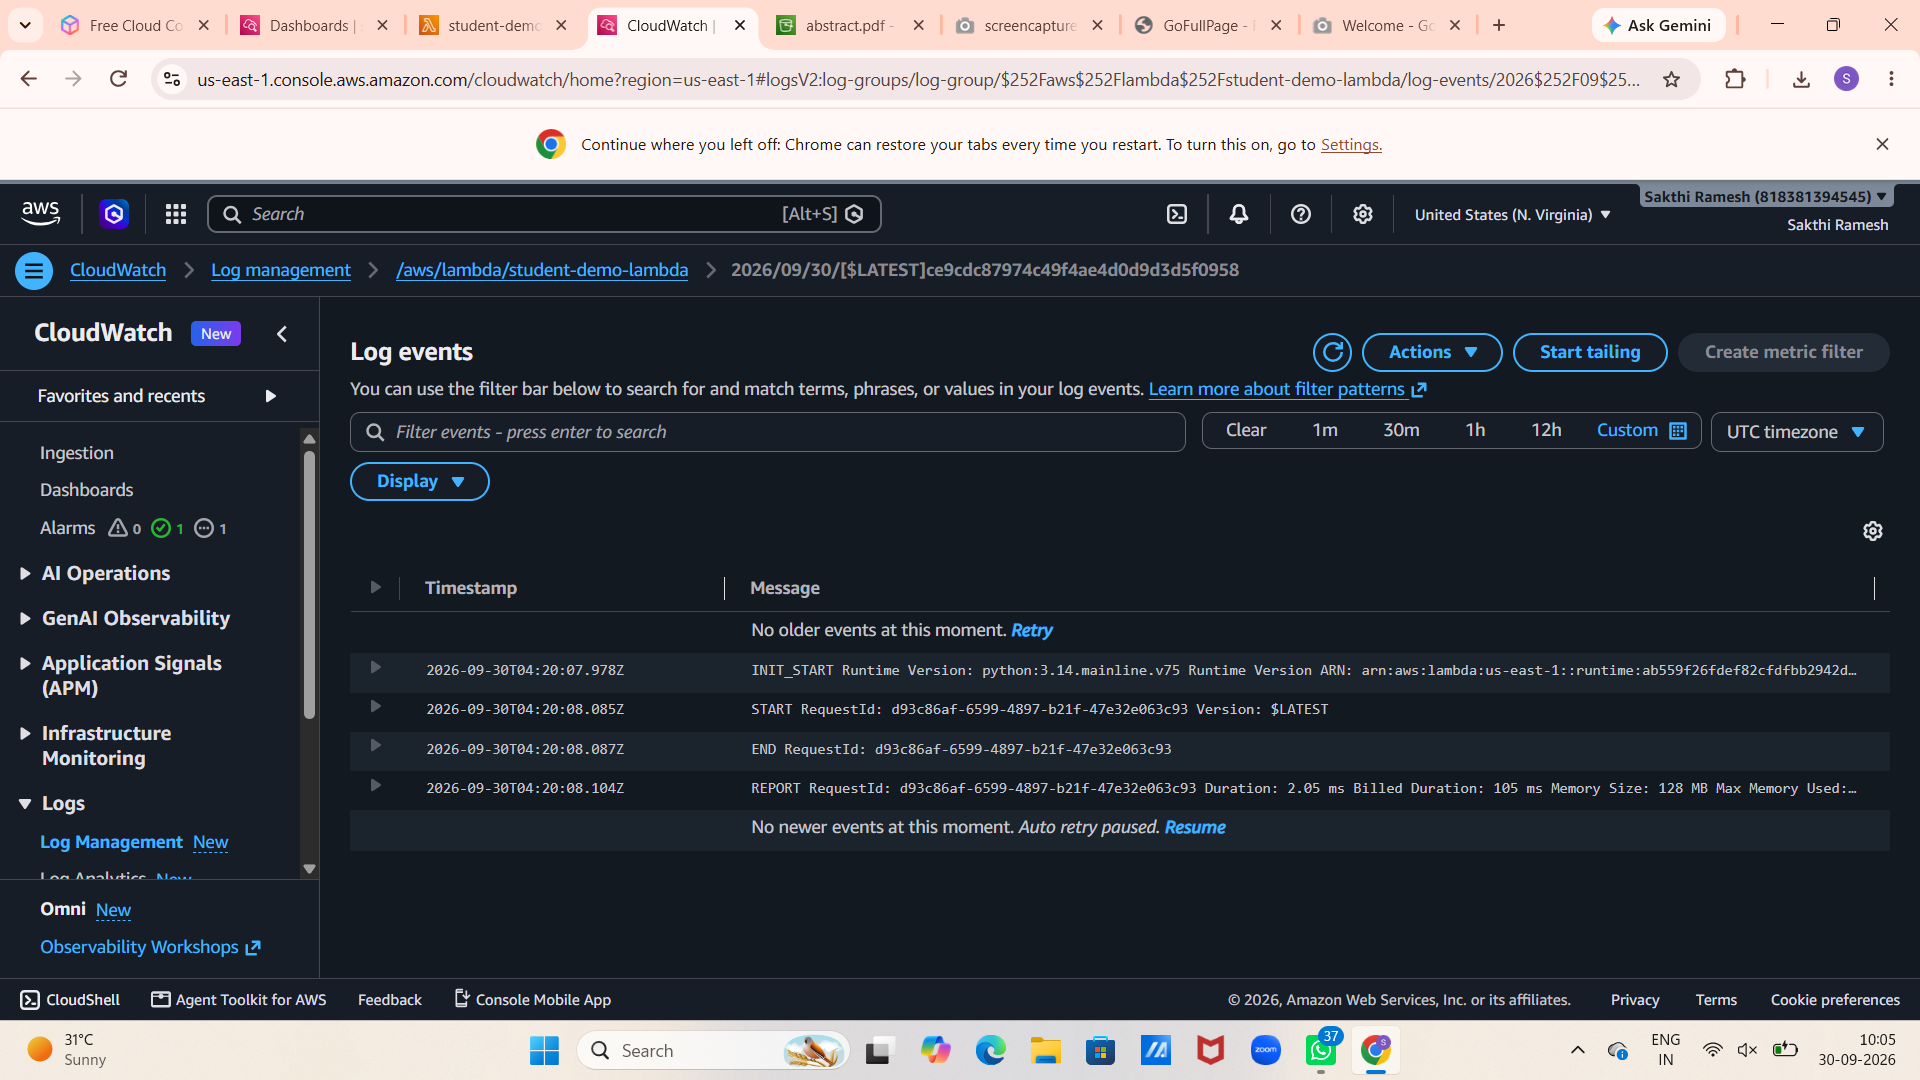 Free Cloud Co
Dashboards |
student-demo
CloudWatch |
abstract.pdf -
screencapture
GoFullPage -
Welcome - Go
Ask Gemini
us-east-1.console.aws.amazon.com/cloudwatch/home?region=us-east-1#logsV2:log-groups/log-group/$252Faws$252Flambda$252Fstudent-demo-lambda/log-events/2026$252F09$25...
S
Continue where you left off: Chrome can restore your tabs every time you restart. To turn this on, go to Settings.
aws
Search
[Alt+S]
United States (N. Virginia)
Sakthi Ramesh (818381394545)
Sakthi Ramesh
CloudWatch
Log management
/aws/lambda/student-demo-lambda
2026/09/30/[$LATEST]ce9cdc87974c49f4ae4d0d9d3d5f0958
CloudWatch New
Favorites and recents
Ingestion
Dashboards
Alarms 0 1 1
AI Operations
GenAI Observability
Application Signals
(APM)
Infrastructure
Monitoring
Logs
Log Management New
Log Analytics New
Omni New
Observability Workshops
Log events
Actions
Start tailing
Create metric filter
You can use the filter bar below to search for and match terms, phrases, or values in your log events. Learn more about filter patterns
Filter events - press enter to search
Clear 1m 30m 1h 12h Custom
UTC timezone
Display
Timestamp Message
No older events at this moment. Retry
2026-09-30T04:20:07.978Z INIT_START Runtime Version: python:3.14.mainline.v75 Runtime Version ARN: arn:aws:lambda:us-east-1::runtime:ab559f26fdef82cfdfbb2942d…
2026-09-30T04:20:08.085Z START RequestId: d93c86af-6599-4897-b21f-47e32e063c93 Version: $LATEST
2026-09-30T04:20:08.087Z END RequestId: d93c86af-6599-4897-b21f-47e32e063c93
2026-09-30T04:20:08.104Z REPORT RequestId: d93c86af-6599-4897-b21f-47e32e063c93 Duration: 2.05 ms Billed Duration: 105 ms Memory Size: 128 MB Max Memory Used:…
No newer events at this moment. Auto retry paused. Resume
CloudShell
Agent Toolkit for AWS
Feedback
Console Mobile App
© 2026, Amazon Web Services, Inc. or its affiliates.
Privacy
Terms
Cookie preferences
31°C
Sunny
Search
zoom
37
S
ENG
IN
10:05
30-09-2026